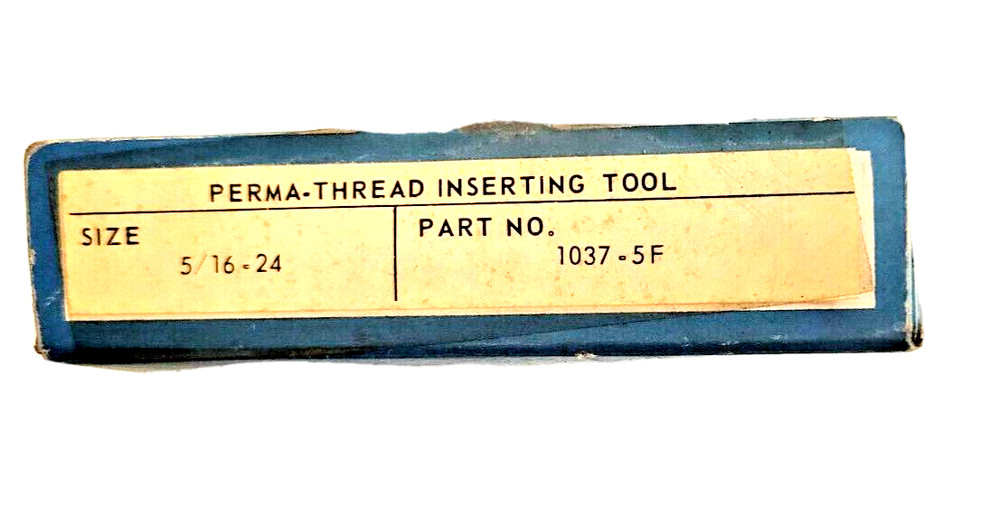 PERMA-THREAD INSERTING TOOL
SIZE
5/16-24
PART NO.
1037-5F